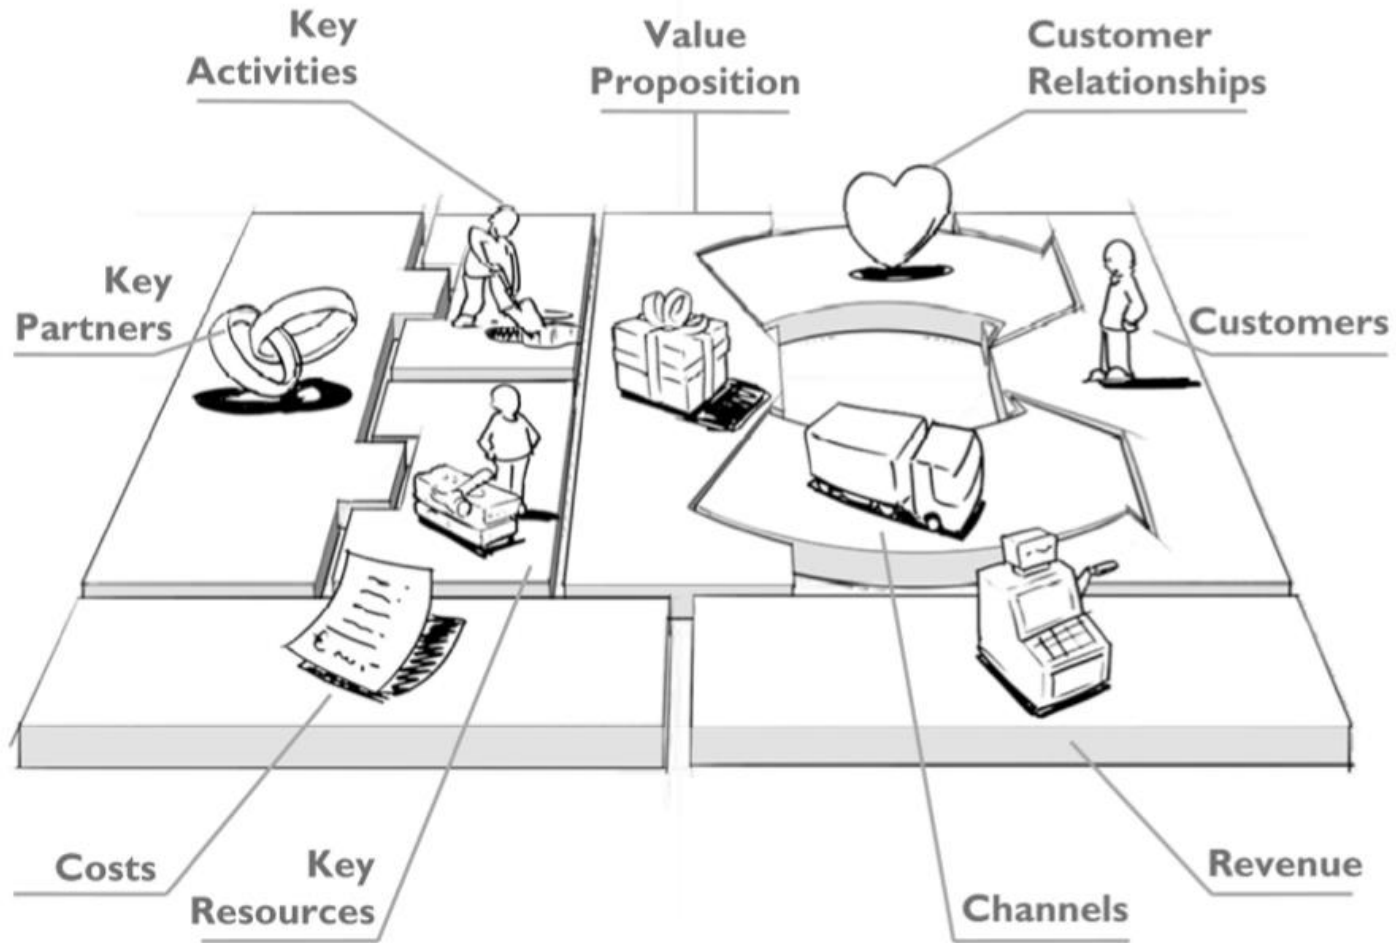 Key
Activities
Value
Proposition
Customer
Relationships
Key
Partners
Customers
Costs
Key
Resources
Channels
Revenue